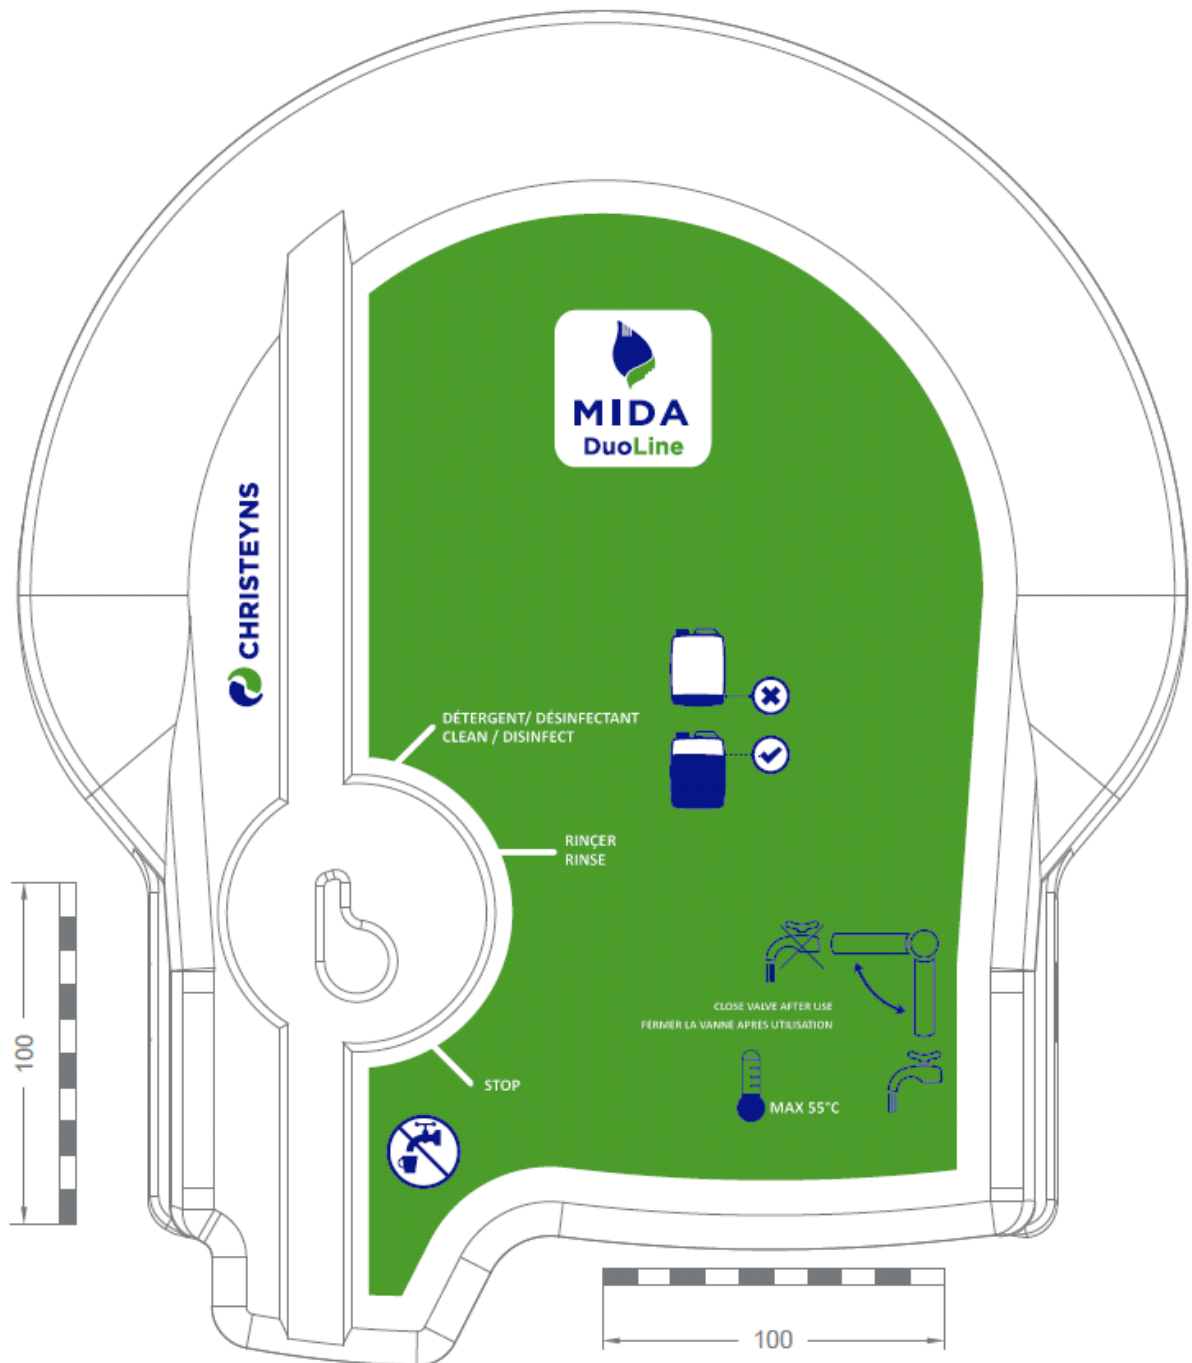 MIDA
DuoLine
CHRISTEYNS
DÉTERGENT/ DÉSINFECTANT
CLEAN / DISINFECT
RINÇER
RINSE
CLOSE VALVE AFTER USE
FERMER LA VANNE APRES UTILISATION
STOP
MAX 55°C
100
100